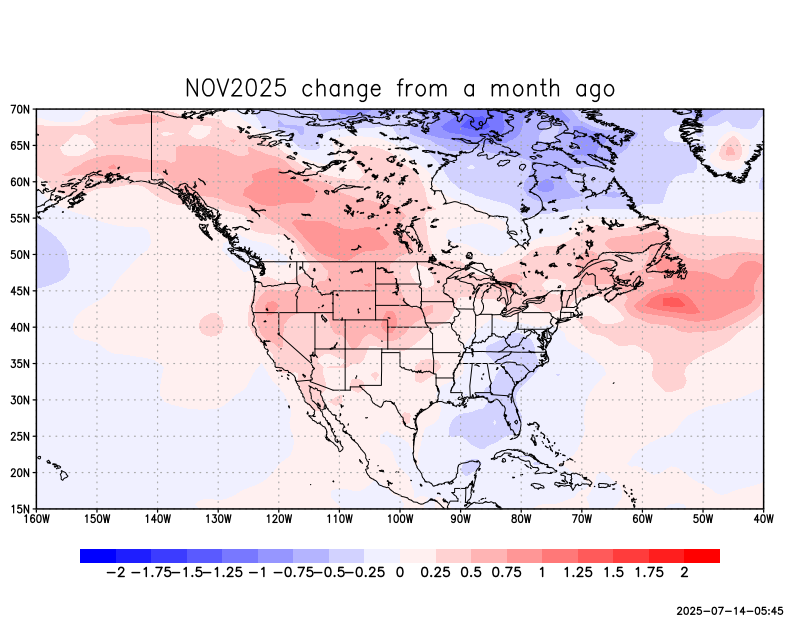 NOV2025 change from a month ago
70N
65N
60N
55N
50N
45N
40N
35N
30N
25N
20N
15N
160W 150W 140W 130W 120W 110W 100W 90W 80W 70W 60W 50W 40W
-2 -1.75 -1.5 -1.25 -1 -0.75 -0.5 -0.25 0 0.25 0.5 0.75 1 1.25 1.5 1.75 2
2025-07-14-05:45